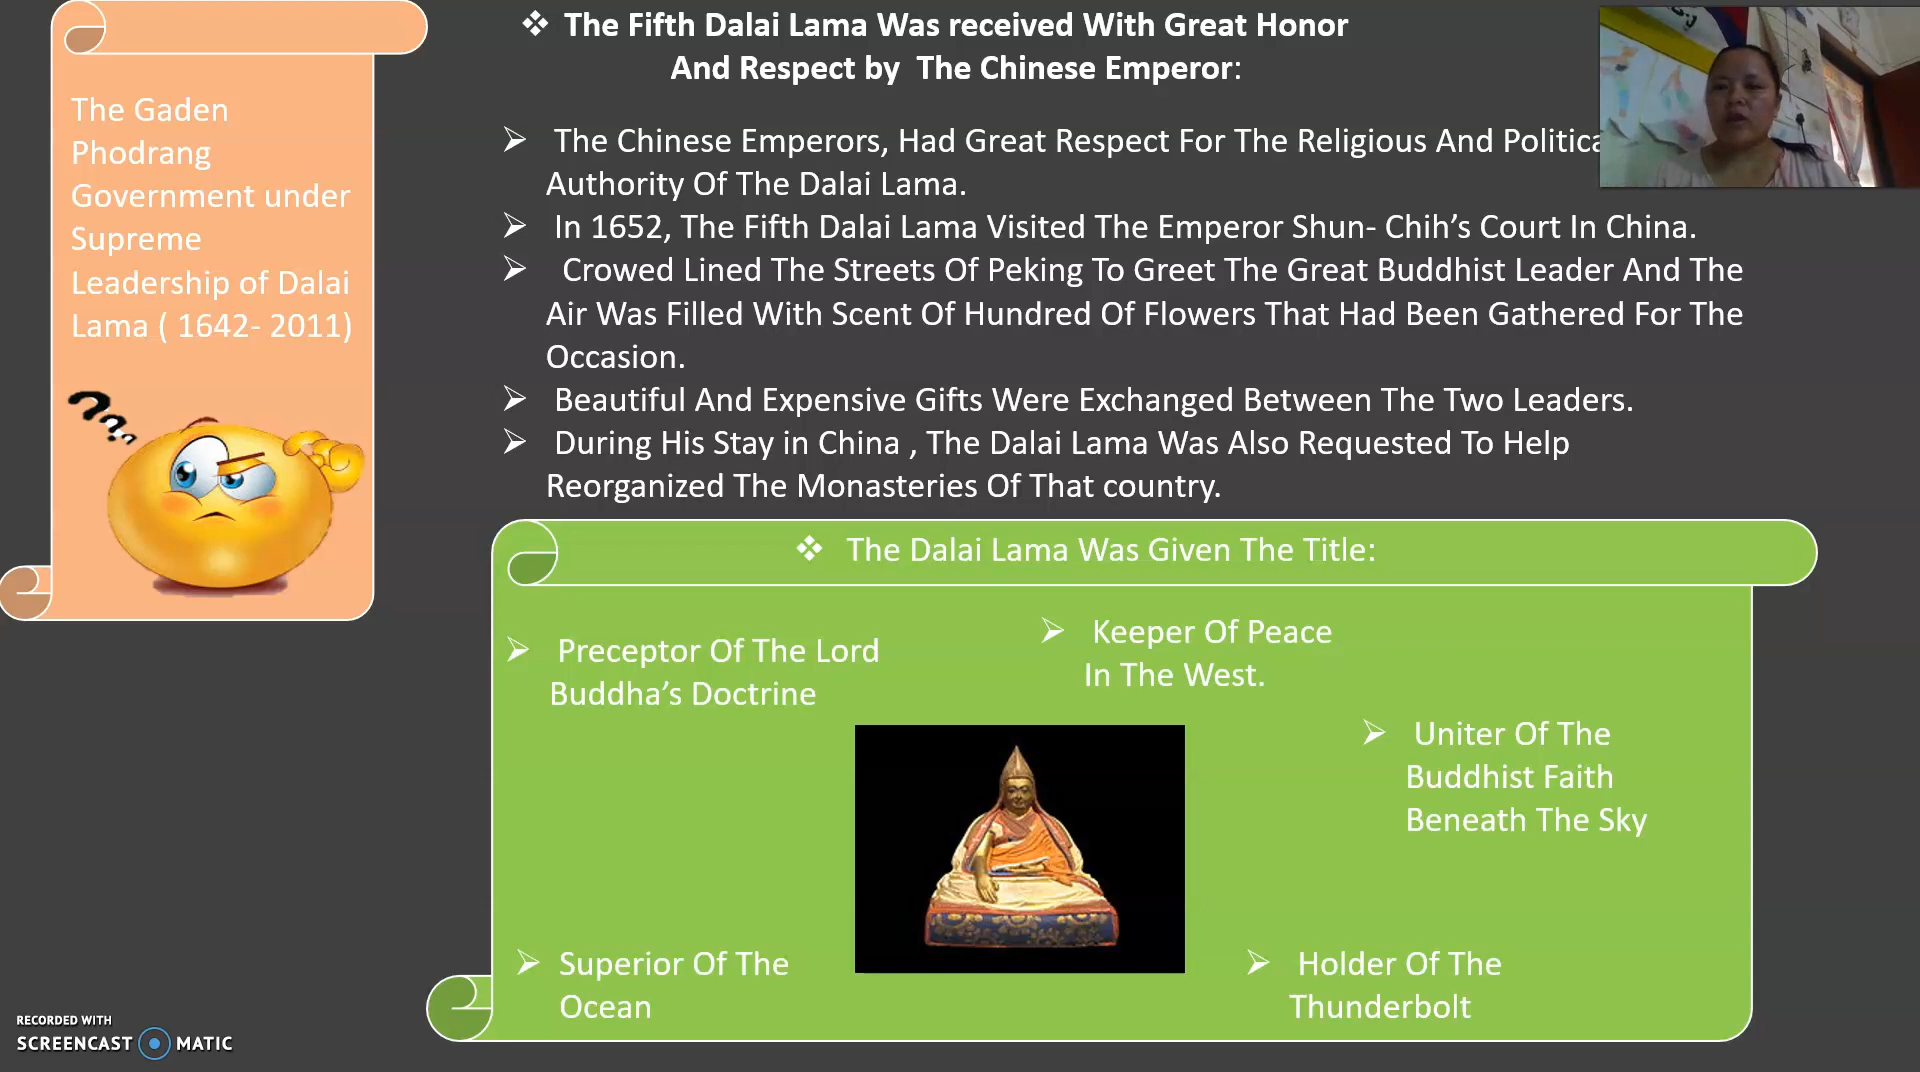 The Gaden
Phodrang
Government under
Supreme
Leadership of Dalai
Lama ( 1642- 2011)
The Fifth Dalai Lama Was received With Great Honor
And Respect by The Chinese Emperor:
The Chinese Emperors, Had Great Respect For The Religious And Politica
Authority Of The Dalai Lama.
In 1652, The Fifth Dalai Lama Visited The Emperor Shun- Chih’s Court In China.
Crowed Lined The Streets Of Peking To Greet The Great Buddhist Leader And The
Air Was Filled With Scent Of Hundred Of Flowers That Had Been Gathered For The
Occasion.
Beautiful And Expensive Gifts Were Exchanged Between The Two Leaders.
During His Stay in China , The Dalai Lama Was Also Requested To Help
Reorganized The Monasteries Of That country.
The Dalai Lama Was Given The Title:
Preceptor Of The Lord
Buddha’s Doctrine
Keeper Of Peace
In The West.
Uniter Of The
Buddhist Faith
Beneath The Sky
Superior Of The
Ocean
Holder Of The
Thunderbolt
RECORDED WITH
SCREENCAST MATIC